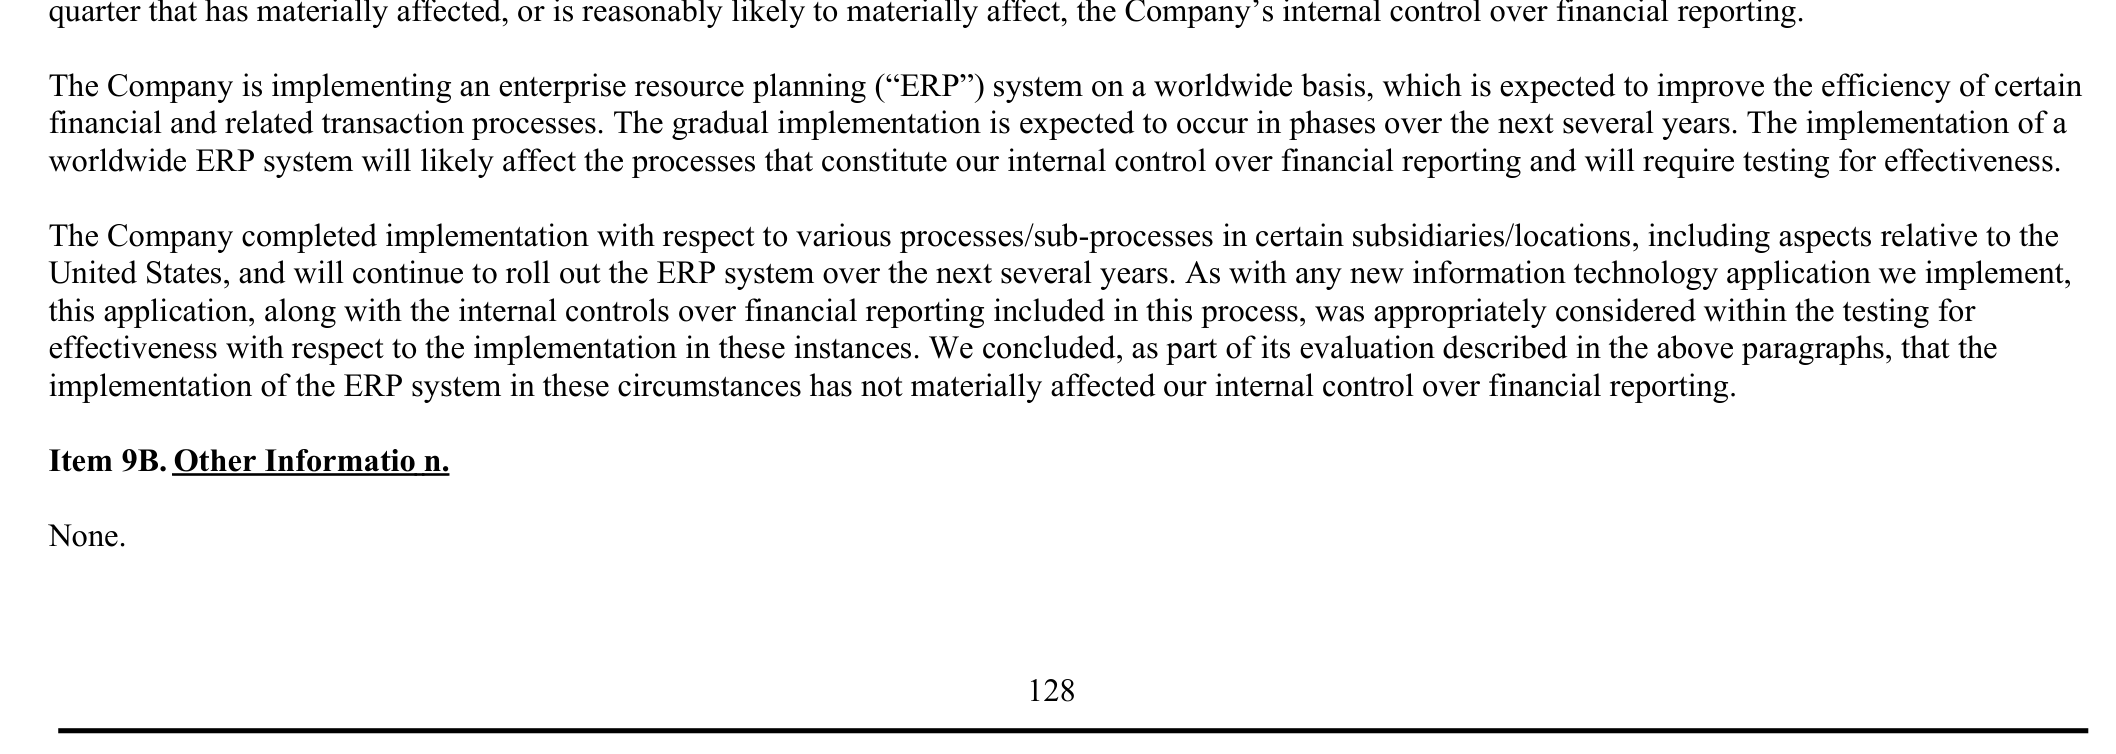 quarter that has materially affected, or is reasonably likely to materially affect, the Company’s internal control over financial reporting.
The Company is implementing an enterprise resource planning (“ERP”) system on a worldwide basis, which is expected to improve the efficiency of certain
financial and related transaction processes. The gradual implementation is expected to occur in phases over the next several years. The implementation of a
worldwide ERP system will likely affect the processes that constitute our internal control over financial reporting and will require testing for effectiveness.
The Company completed implementation with respect to various processes/sub-processes in certain subsidiaries/locations, including aspects relative to the
United States, and will continue to roll out the ERP system over the next several years. As with any new information technology application we implement,
this application, along with the internal controls over financial reporting included in this process, was appropriately considered within the testing for
effectiveness with respect to the implementation in these instances. We concluded, as part of its evaluation described in the above paragraphs, that the
implementation of the ERP system in these circumstances has not materially affected our internal control over financial reporting.
Item 9B. Other Informatio n.
None.
128